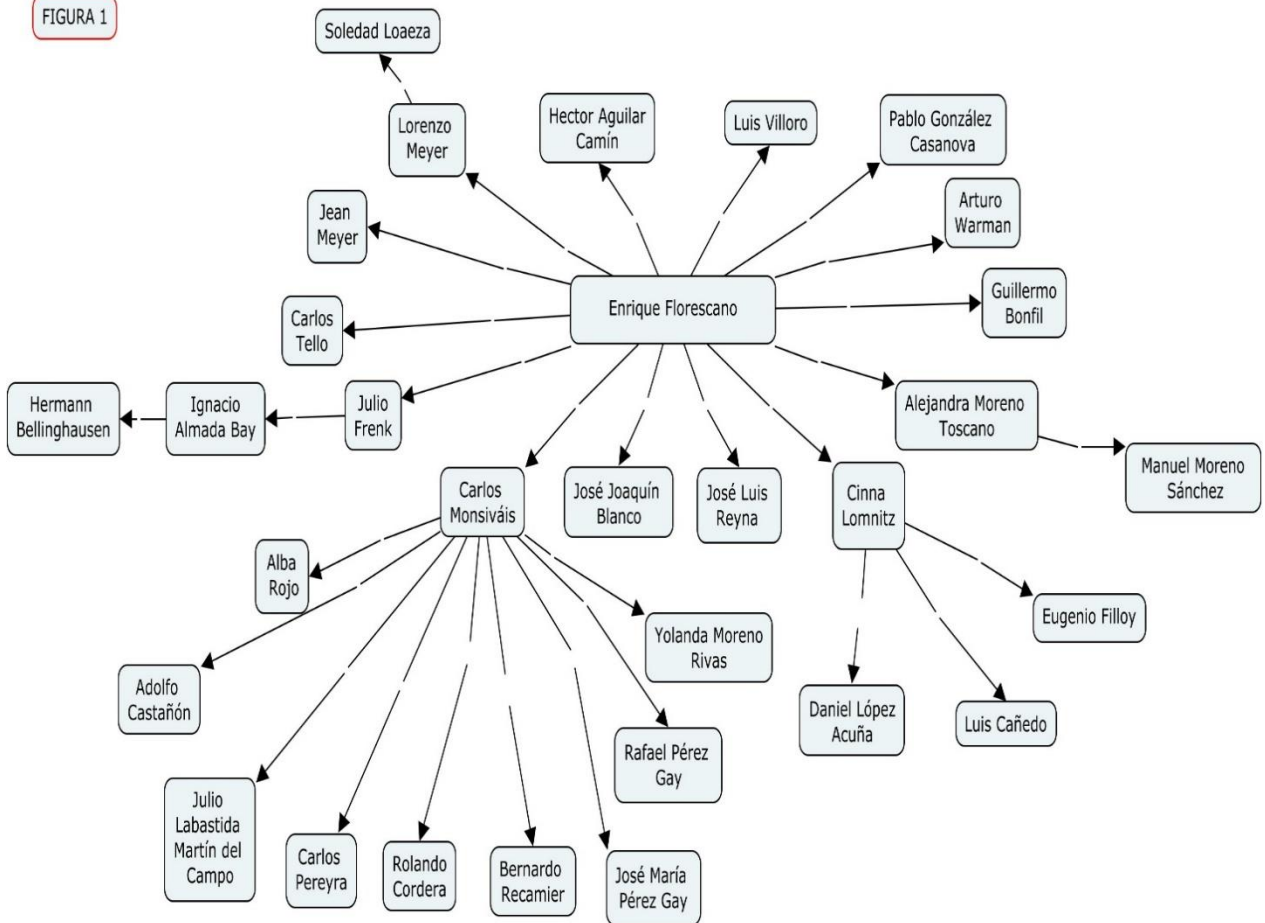 FIGURA 1
Soledad Loaeza
Lorenzo
Meyer
Hector Aguilar
Camín
Luis Villoro
Pablo González
Casanova
Jean
Meyer
Arturo
Warman
Enrique Florescano
Guillermo
Bonfil
Carlos
Tello
Hermann
Bellinghausen
Ignacio
Almada Bay
Julio
Frenk
Alejandra Moreno
Toscano
Manuel Moreno
Sánchez
Carlos
Monsiváis
José Joaquín
Blanco
José Luis
Reyna
Cinna
Lomnitz
Alba
Rojo
Yolanda Moreno
Rivas
Eugenio Filloy
Adolfo
Castañón
Rafael Pérez
Gay
Daniel López
Acuña
Luis Cañedo
Julio
Labastida
Martín del
Campo
Carlos
Pereyra
Rolando
Cordera
Bernardo
Recamier
José María
Pérez Gay